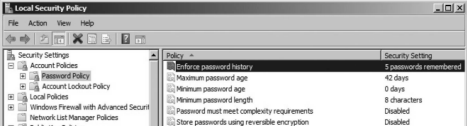 Local Security Policy
File Action View Help
Security Settings
Account Policies
Password Policy
Account Lockout Policy
Local Policies
Windows Firewall with Advanced Securit
Network List Manager Policies
Policy Security Setting
Enforce password history 5 passwords remembered
Maximum password age 42 days
Minimum password age 0 days
Minimum password length 8 characters
Password must meet complexity requirements Disabled
Store passwords using reversible encryption Disabled